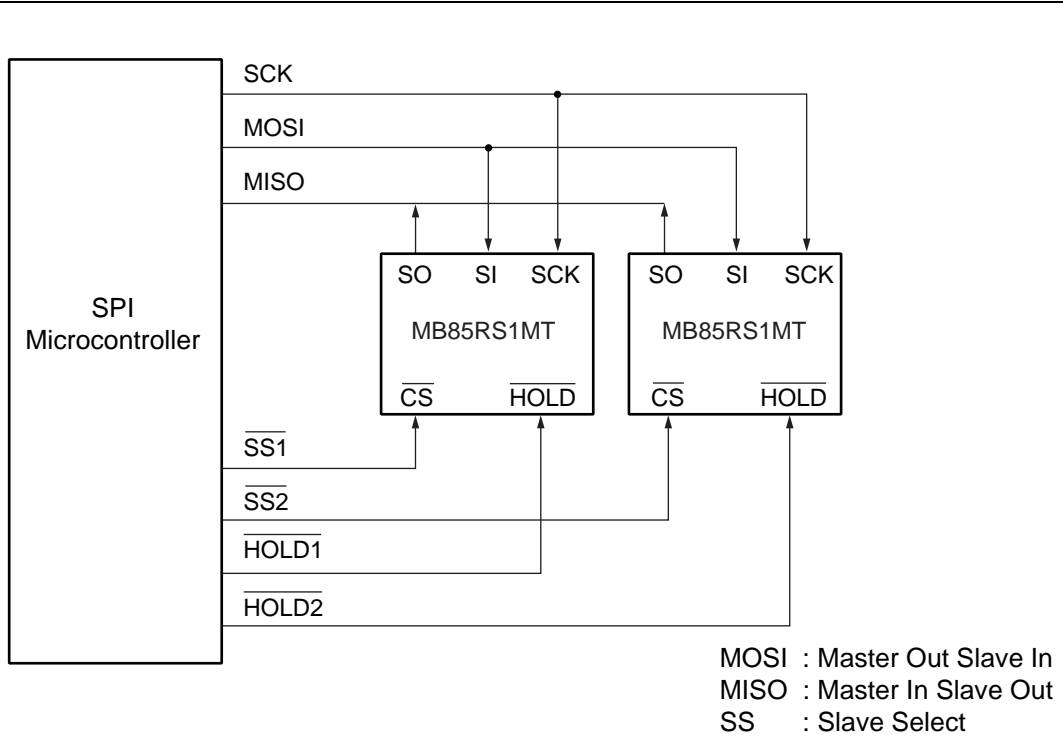 SCK
MOSI
MISO
SPI
Microcontroller
SO SI SCK
MB85RS1MT
CS HOLD
SO SI SCK
MB85RS1MT
CS HOLD
SS1
SS2
HOLD1
HOLD2
MOSI : Master Out Slave In
MISO : Master In Slave Out
SS : Slave Select